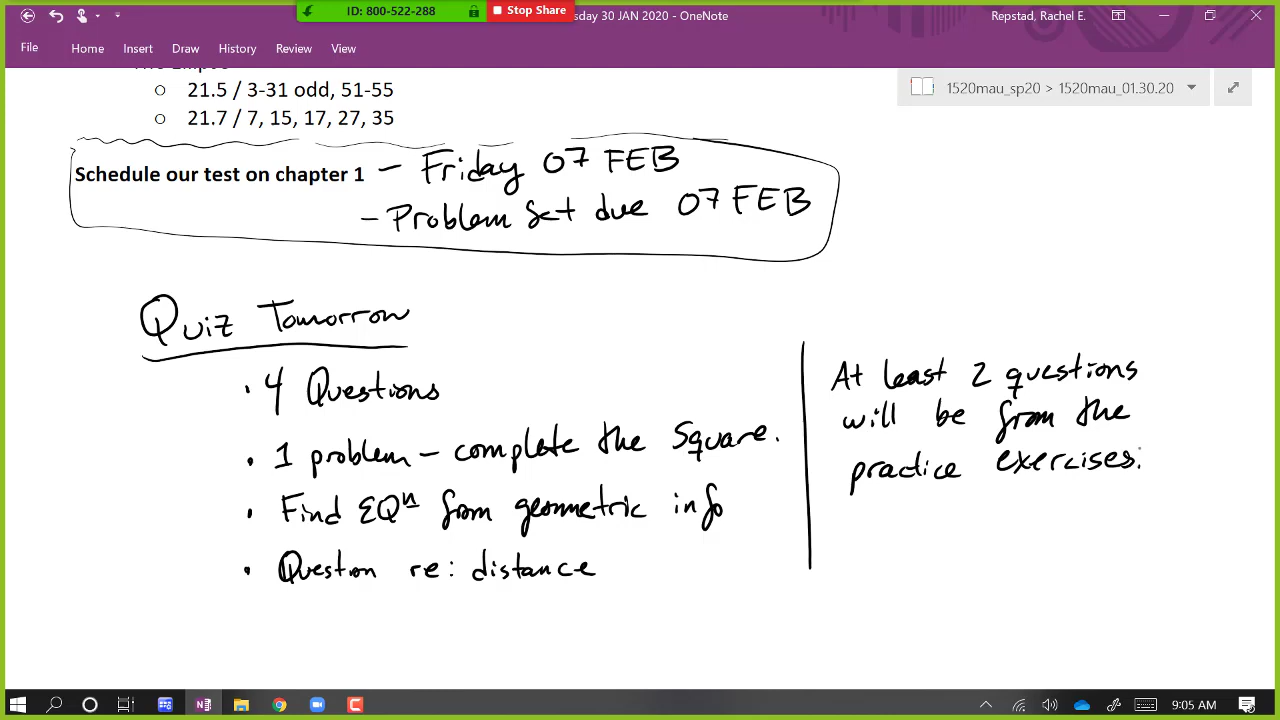 ID: 800-522-288
Stop Share
sday 30 JAN 2020 - OneNote
Repstad, Rachel E.
File
Home
Insert
Draw
History
Review
View
1520mau_sp20 > 1520mau_01.30.20
21.5 / 3-31 odd, 51-55
21.7 / 7, 15, 17, 27, 35
Schedule our test on chapter 1 - Friday 07 FEB
- Problem Set due 07 FEB
Quiz Tomorrow
• 4 Questions
• 1 problem - complete the Square.
• Find EQⁿ from geometric info
• Question re: distance
At least 2 questions
will be from the
practice exercises.
9:05 AM